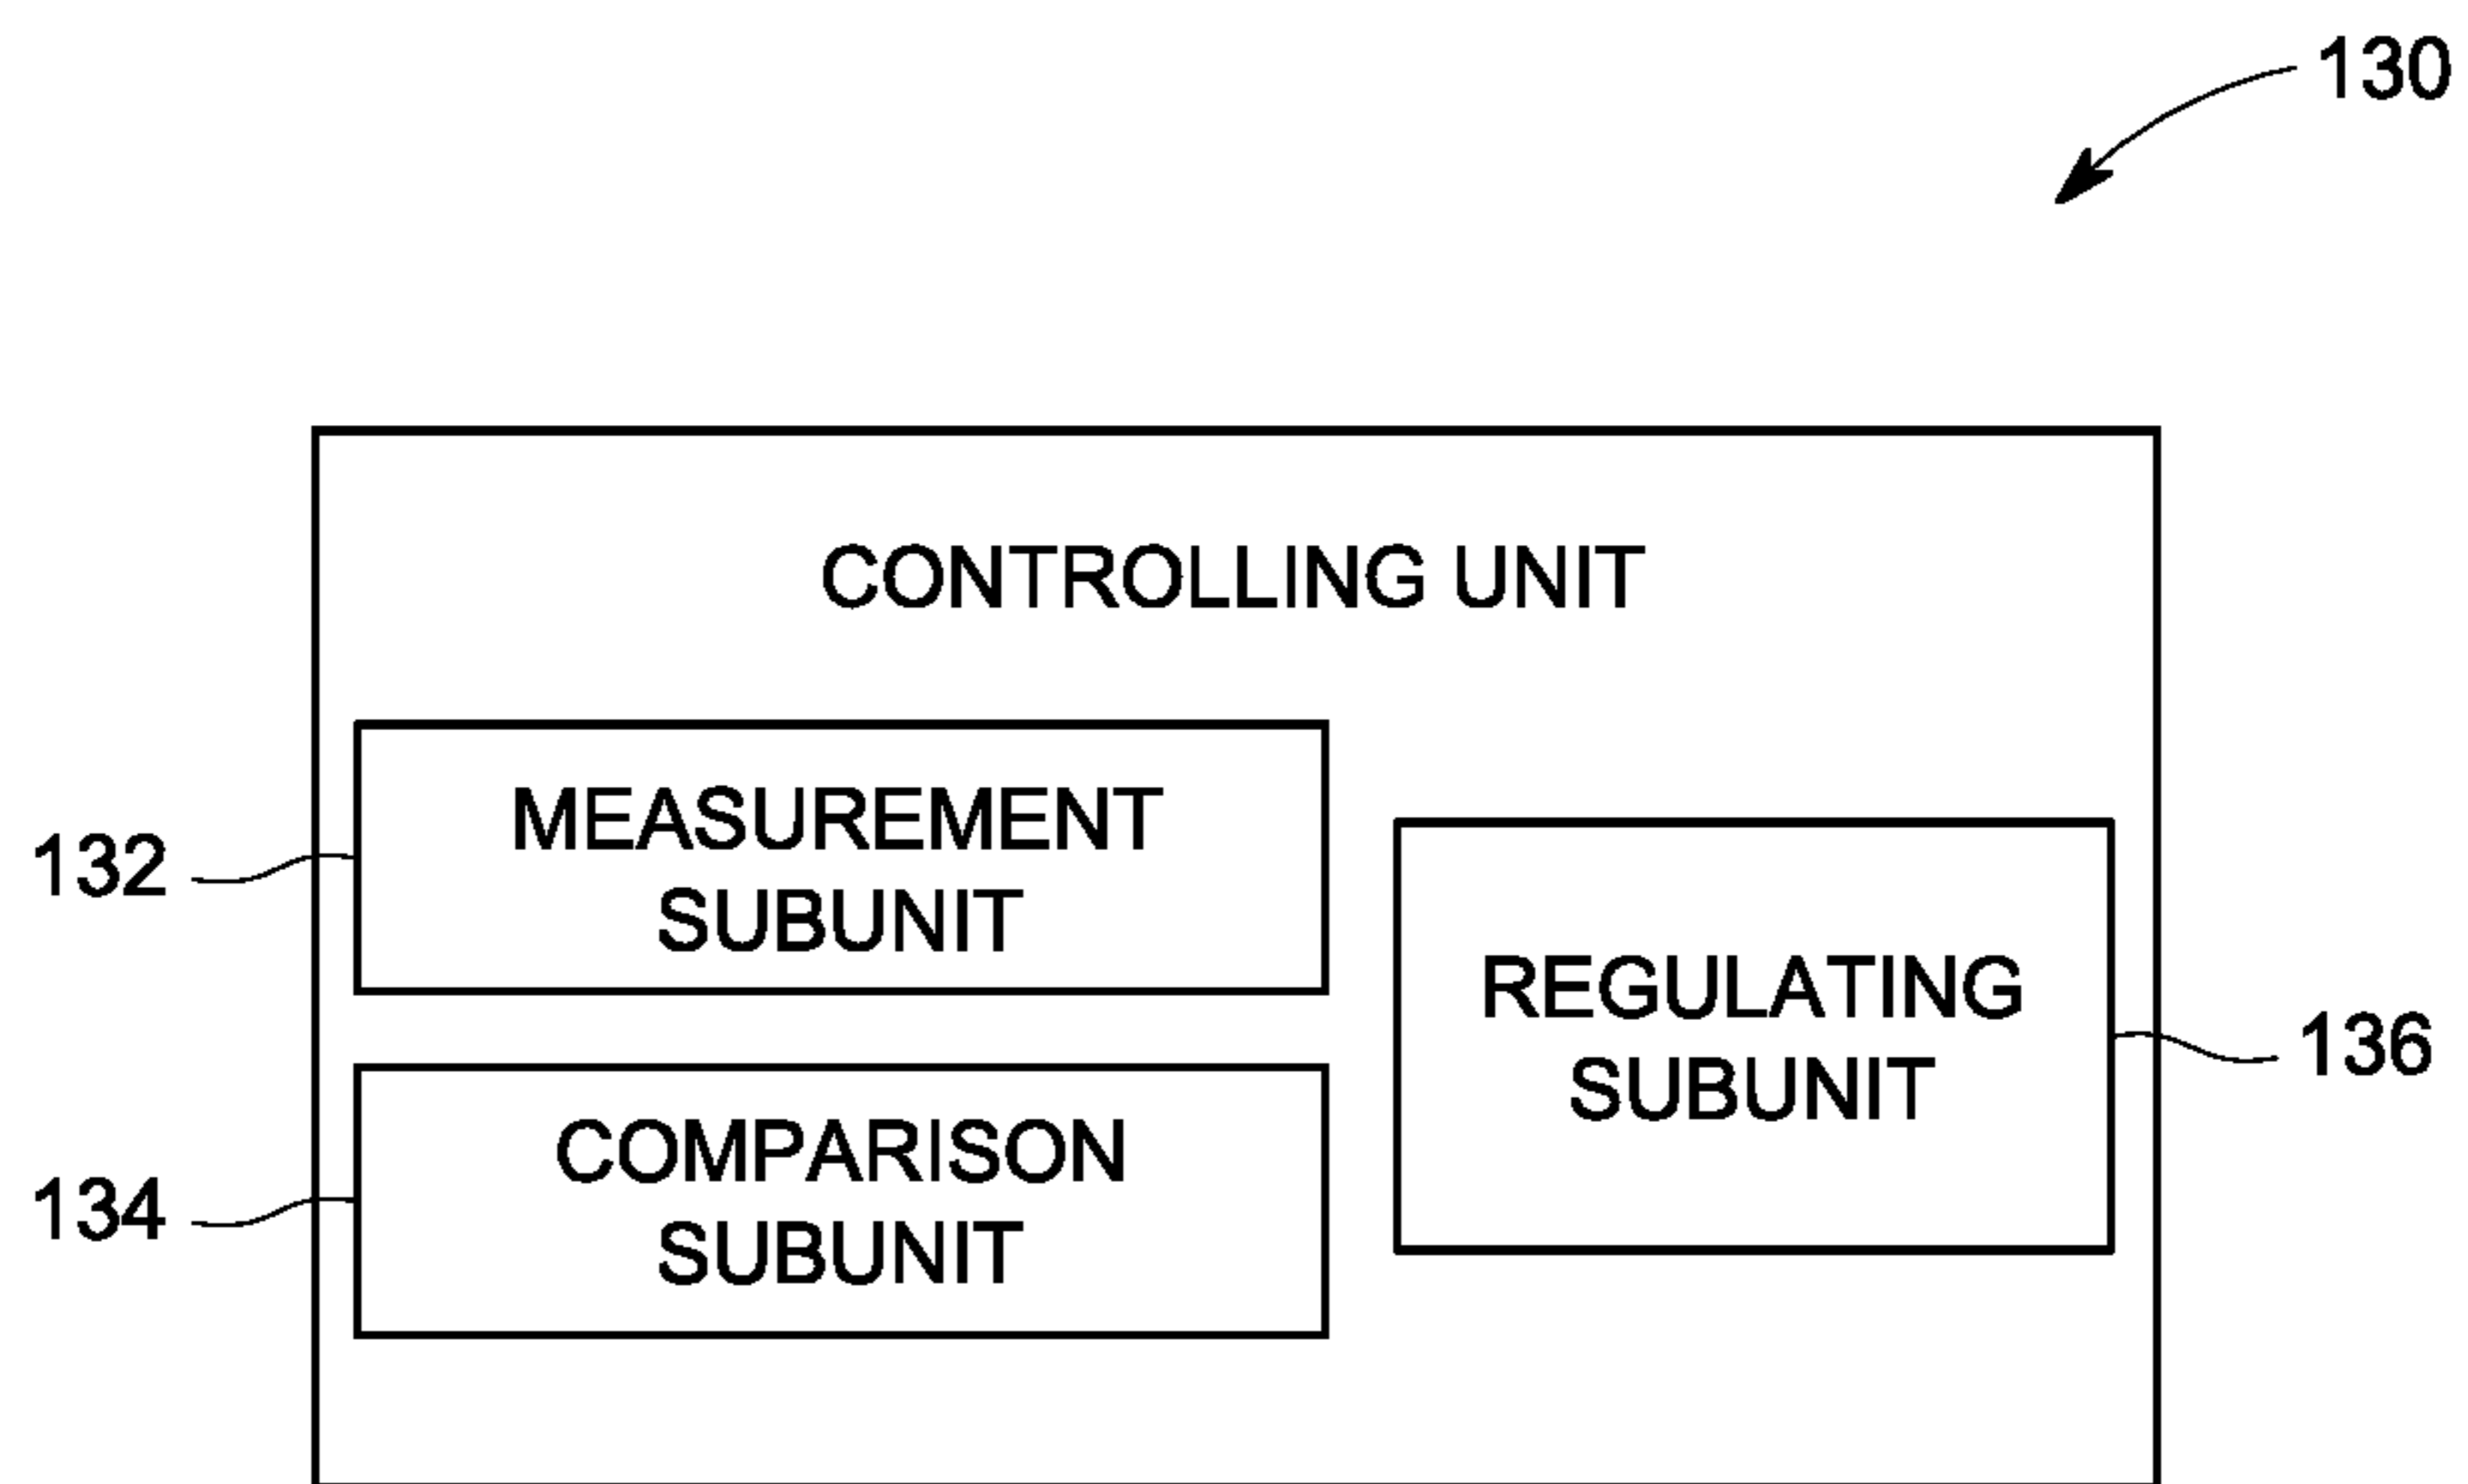 130
CONTROLLING UNIT
132
MEASUREMENT
SUBUNIT
REGULATING
SUBUNIT
136
134
COMPARISON
SUBUNIT